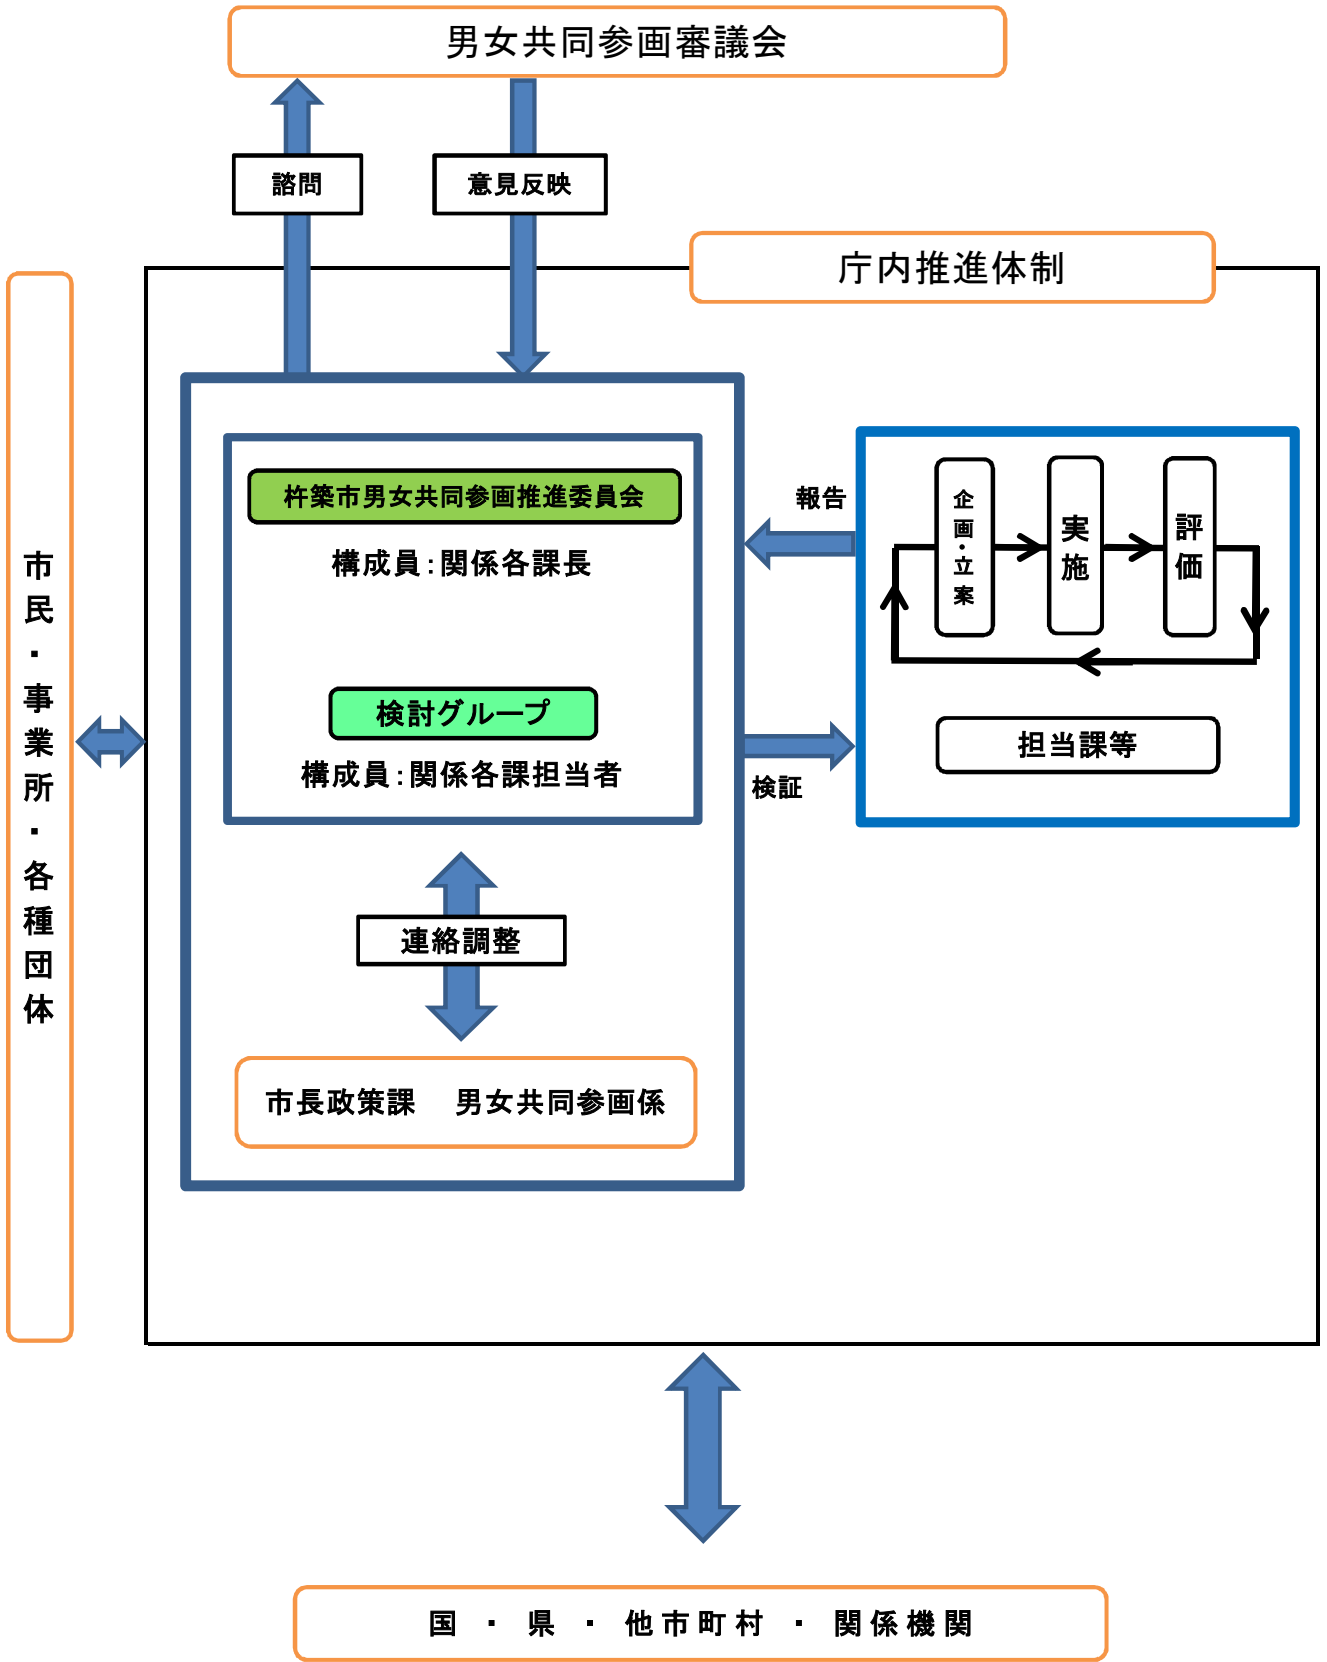 男女共同参画審議会
諮問
意見反映
庁内推進体制
市民・事業所・各種団体
杵築市男女共同参画推進委員会
構成員：関係各課長
検討グループ
構成員：関係各課担当者
連絡調整
市長政策課　男女共同参画係
報告
検証
企画・立案
実施
評価
担当課等
国・県・他市町村・関係機関